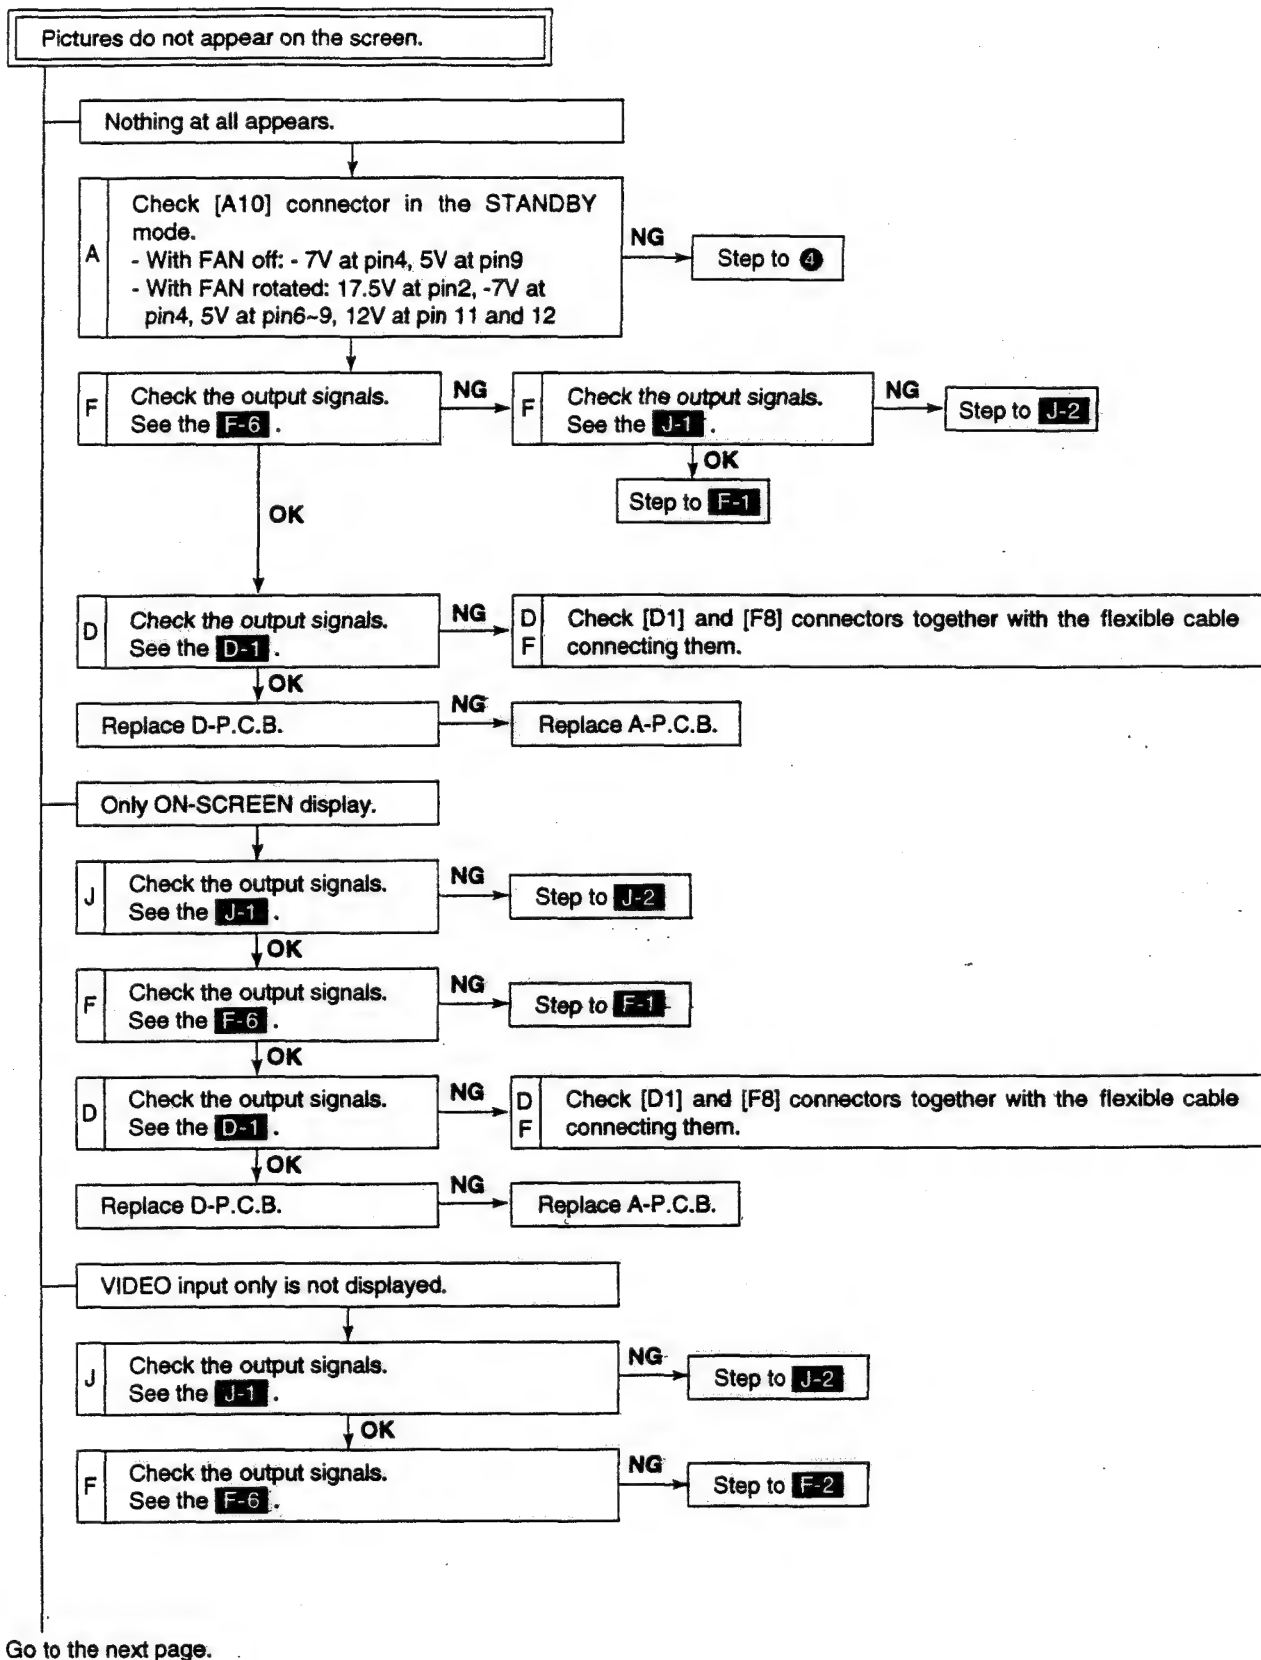 Pictures do not appear on the screen.
Nothing at all appears.
A
Check [A10] connector in the STANDBY
mode.
- With FAN off: - 7V at pin4, 5V at pin9
- With FAN rotated: 17.5V at pin2, -7V at
pin4, 5V at pin6~9, 12V at pin 11 and 12
NG
Step to 4
F
Check the output signals.
See the F-6 .
NG
F
Check the output signals.
See the J-1 .
NG
Step to J-2
OK
Step to F-1
OK
D
Check the output signals.
See the D-1 .
NG
D
F
Check [D1] and [F8] connectors together with the flexible cable
connecting them.
OK
Replace D-P.C.B.
NG
Replace A-P.C.B.
Only ON-SCREEN display.
J
Check the output signals.
See the J-1 .
NG
Step to J-2
OK
F
Check the output signals.
See the F-6 .
NG
Step to F-1
OK
D
Check the output signals.
See the D-1 .
NG
D
F
Check [D1] and [F8] connectors together with the flexible cable
connecting them.
OK
Replace D-P.C.B.
NG
Replace A-P.C.B.
VIDEO input only is not displayed.
J
Check the output signals.
See the J-1 .
NG
Step to J-2
OK
F
Check the output signals.
See the F-6 .
NG
Step to F-2
Go to the next page.